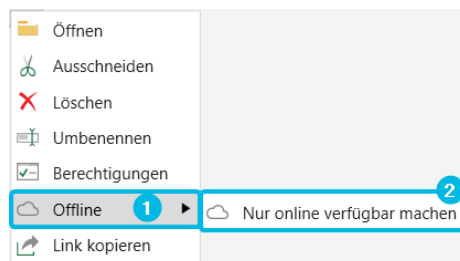 Öffnen
Ausschneiden
Löschen
Umbenennen
Berechtigungen
Offline 1
2
Nur online verfügbar machen
Link kopieren